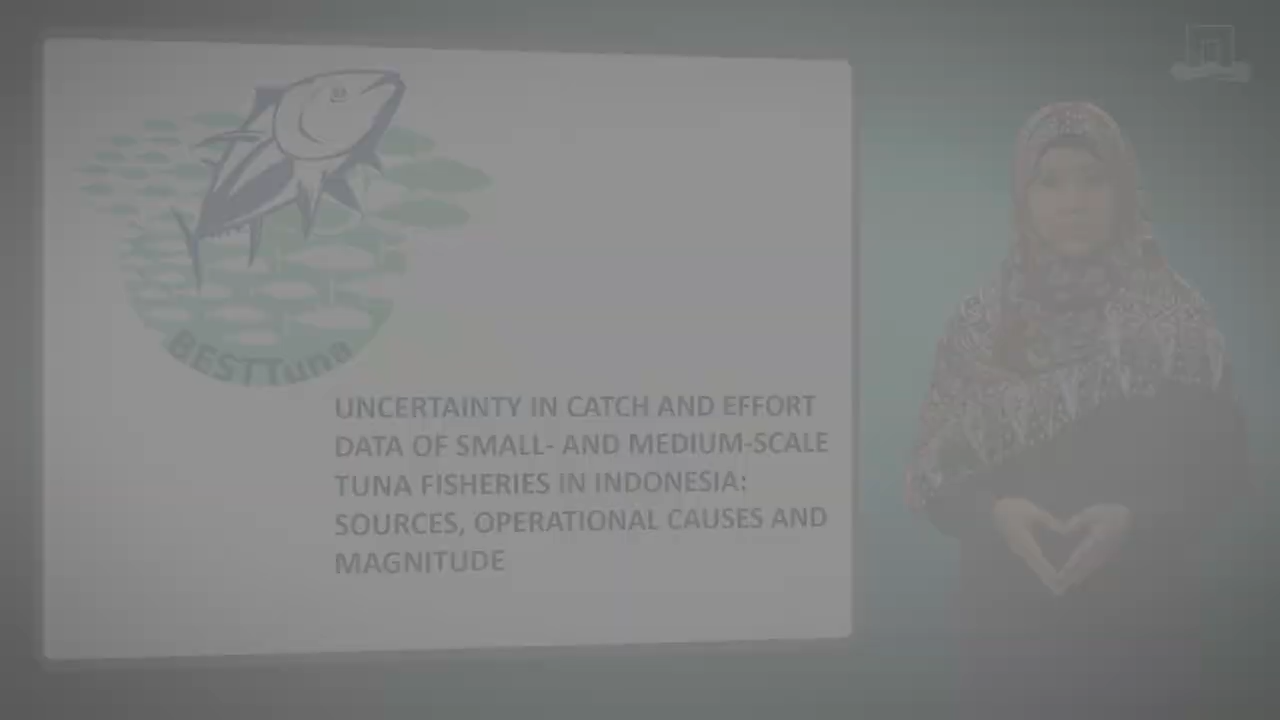 BESTTuna
UNCERTAINTY IN CATCH AND EFFORT
DATA OF SMALL- AND MEDIUM-SCALE
TUNA FISHERIES IN INDONESIA:
SOURCES, OPERATIONAL CAUSES AND
MAGNITUDE